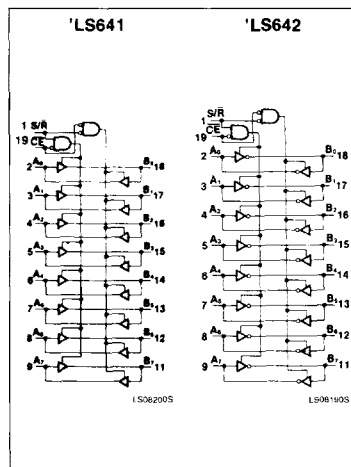 'LS641
1 S/R̅
19 C̅E̅
2 A₀ B₀ 18
3 A₁ B₁ 17
4 A₂ B₂ 16
5 A₃ B₃ 15
6 A₄ B₄ 14
7 A₅ B₅ 13
8 A₆ B₆ 12
9 A₇ B₇ 11
LS08200S
'LS642
S/R̅
1
C̅E̅
19
2 A₀ B₀ 18
3 A₁ B₁ 17
4 A₂ B₂ 16
5 A₃ B₃ 15
6 A₄ B₄ 14
7 A₅ B₅ 13
8 A₆ B₆ 12
9 A₇ B₇ 11
LS08190S